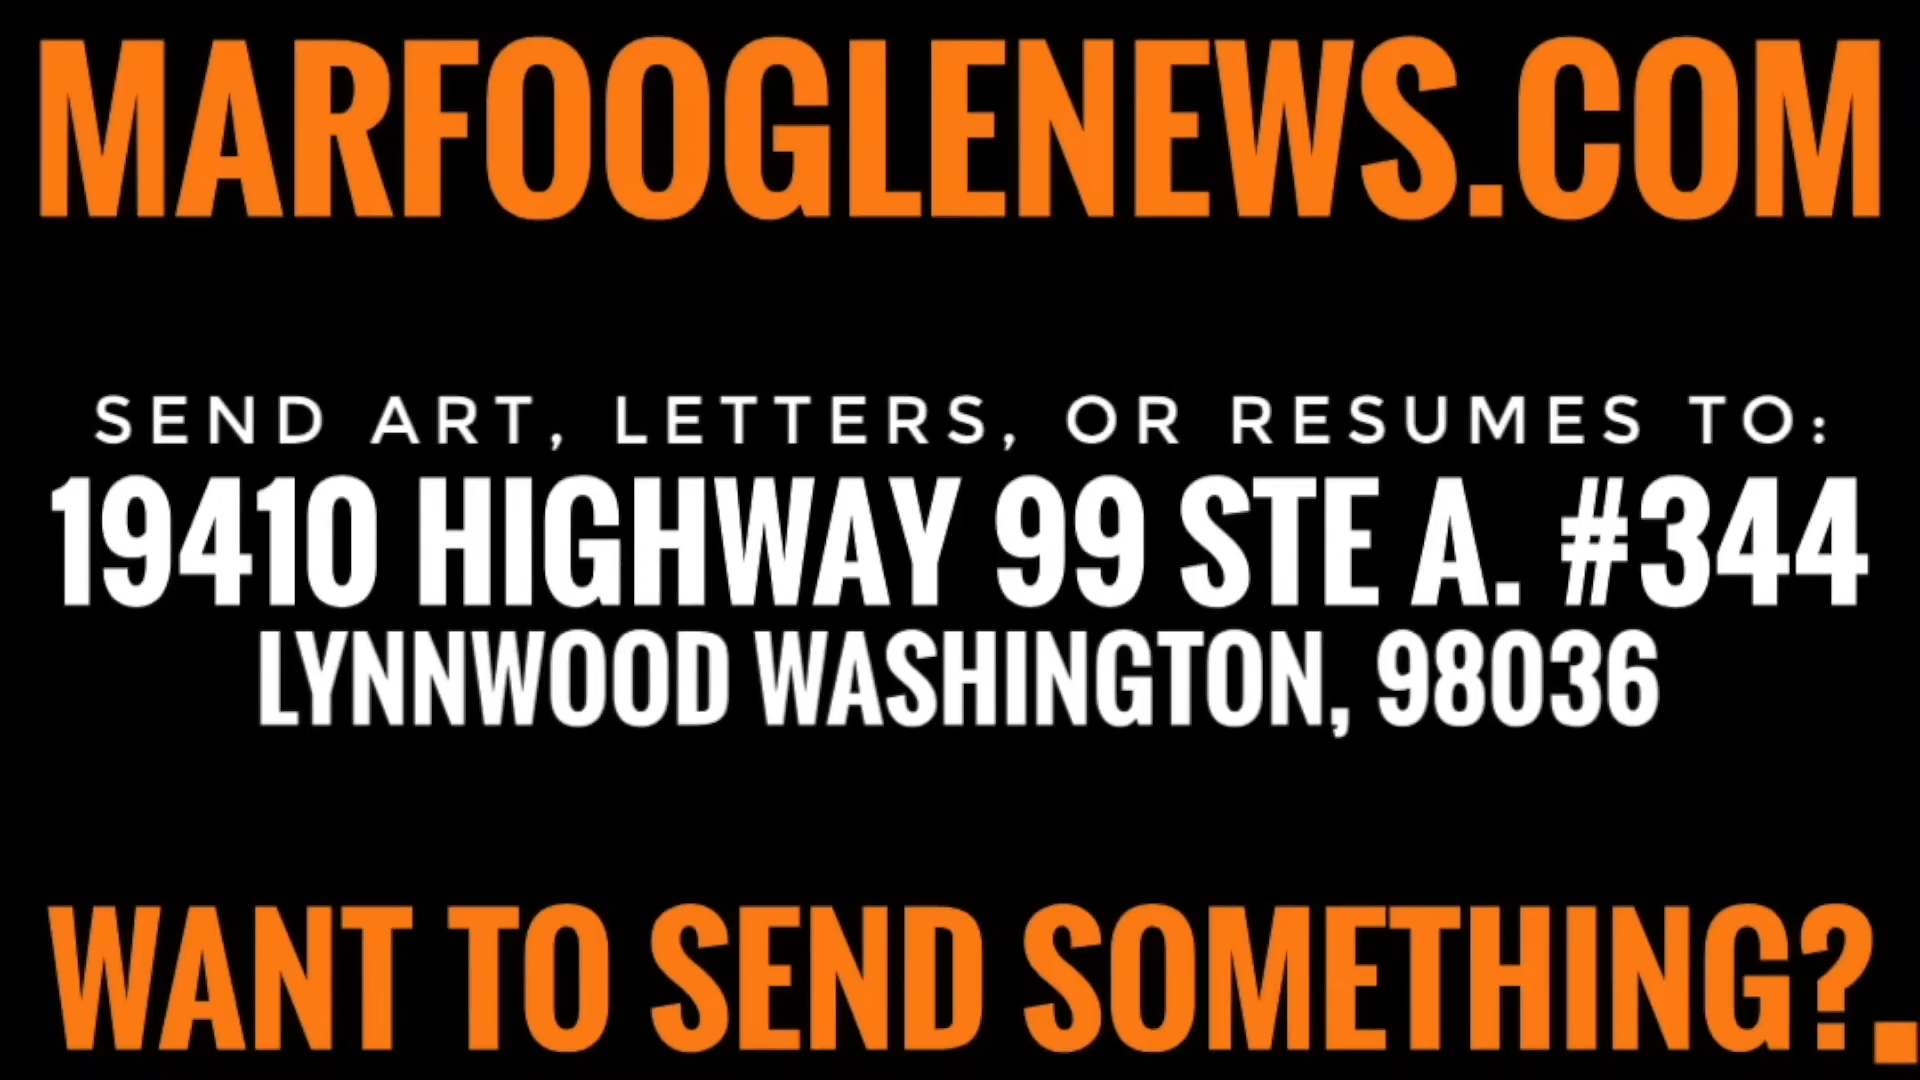 MARFOOGLENEWS.COM
SEND ART, LETTERS, OR RESUMES TO:
19410 HIGHWAY 99 STE A. #344
LYNNWOOD WASHINGTON, 98036
WANT TO SEND SOMETHING?.